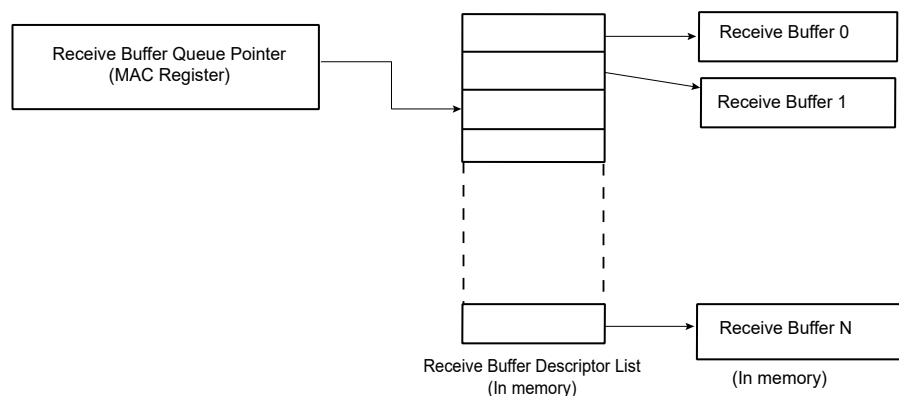 Receive Buffer Queue Pointer
(MAC Register)
Receive Buffer 0
Receive Buffer 1
Receive Buffer N
Receive Buffer Descriptor List
(In memory)
(In memory)